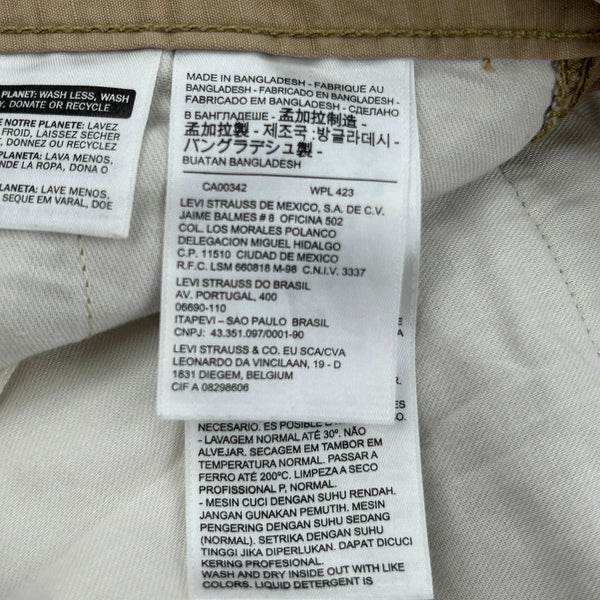 PLANET: WASH LESS, WASH
DONATE OR RECYCLE
NOTRE PLANETE: LAVEZ
FROID, LAISSEZ SECHER
DONNEZ OU RECYCLEZ
PLANETA: LAVA MENOS,
DE LA ROPA, DONA O
PLANETA: LAVE MENOS,
SEQUE EM VARAL, DOE
MADE IN BANGLADESH - FABRIQUE AU
BANGLADESH - FABRICADO EN BANGLADESH -
FABRICADO EM BANGLADESH - СДЕЛАНО
В БАНГЛАДЕШЕ - 孟加拉制造 -
孟加拉製 - 제조국 :방글라데시 -
バングラデシュ製 -
BUATAN BANGLADESH
CA00342 WPL 423
LEVI STRAUSS DE MEXICO, S.A. DE C.V.
JAIME BALMES # 8 OFICINA 502
COL. LOS MORALES POLANCO
DELEGACION MIGUEL HIDALGO
C.P. 11510 CIUDAD DE MEXICO
R.F.C. LSM 660818 M-98 C.N.I.V. 3337
LEVI STRAUSS DO BRASIL
AV. PORTUGAL, 400
06690-110
ITAPEVI – SAO PAULO BRASIL
CNPJ: 43.351.097/0001-90
LEVI STRAUSS & CO. EU SCA/CVA
LEONARDO DA VINCILAAN, 19 - D
1831 DIEGEM, BELGIUM
CIF A 08298606
NECESARIO. ES POSIBLE
- LAVAGEM NORMAL ATÉ 30º. NÃO
ALVEJAR. SECAGEM EM TAMBOR EM
TEMPERATURA NORMAL. PASSAR A
FERRO ATÉ 200ºC. LIMPEZA A SECO
PROFISSIONAL P, NORMAL.
- MESIN CUCI DENGAN SUHU RENDAH.
JANGAN GUNAKAN PEMUTIH. MESIN
PENGERING DENGAN SUHU SEDANG
(NORMAL). SETRIKA DENGAN SUHU
TINGGI JIKA DIPERLUKAN. DAPAT DICUCI
KERING PROFESIONAL.
WASH AND DRY INSIDE OUT WITH LIKE
COLORS. LIQUID DETERGENT IS